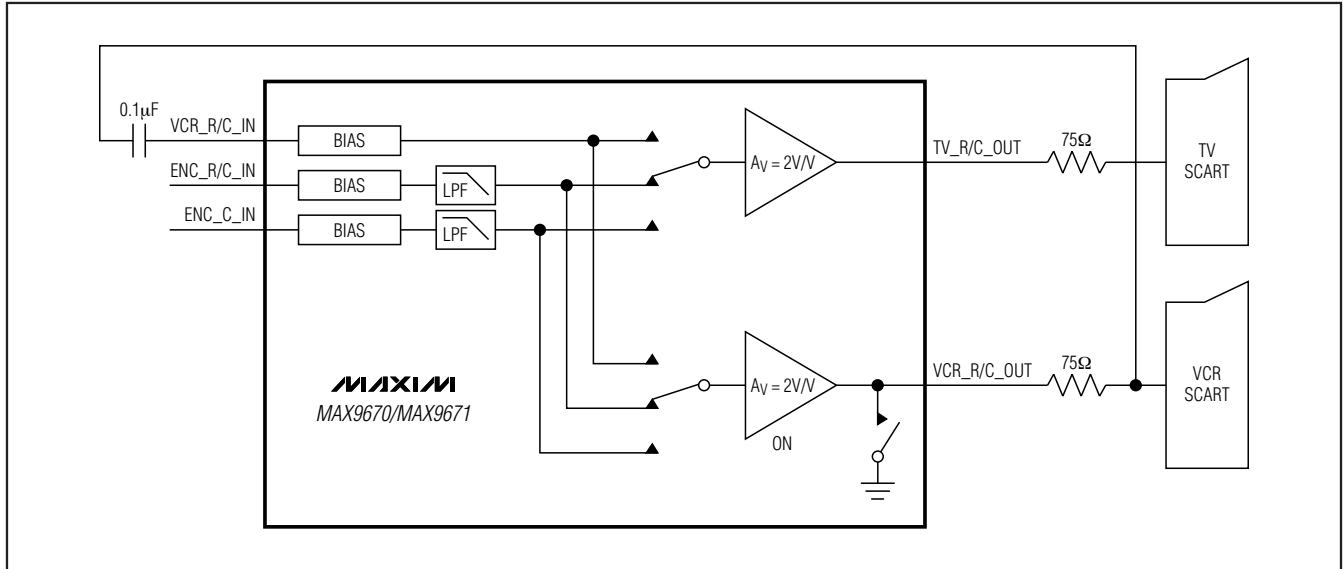 0.1µF
VCR_R/C_IN
BIAS
ENC_R/C_IN
BIAS
LPF
ENC_C_IN
BIAS
LPF
AV = 2V/V
TV_R/C_OUT
75Ω
TV
SCART
MAXIM
MAX9670/MAX9671
AV = 2V/V
ON
VCR_R/C_OUT
75Ω
VCR
SCART